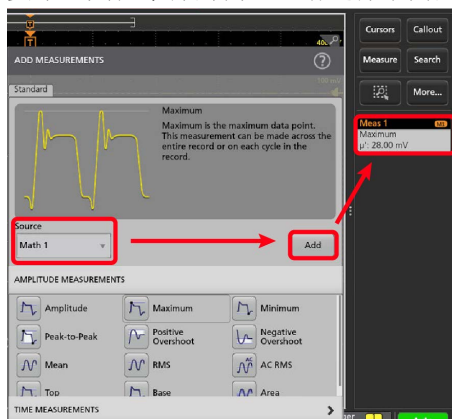 Cursors
Callout
ADD MEASUREMENTS
?
Measure
Search
Standard
More...
Maximum
Maximum is the maximum data point.
This measurement can be made across the
entire record or on each cycle in the
record.
Meas 1
M1
Maximum
µ': 28.00 mV
Source
Math 1
Add
AMPLITUDE MEASUREMENTS
Amplitude
Maximum
Minimum
Peak-to-Peak
Positive
Overshoot
Negative
Overshoot
Mean
RMS
AC RMS
Top
Base
Area
TIME MEASUREMENTS